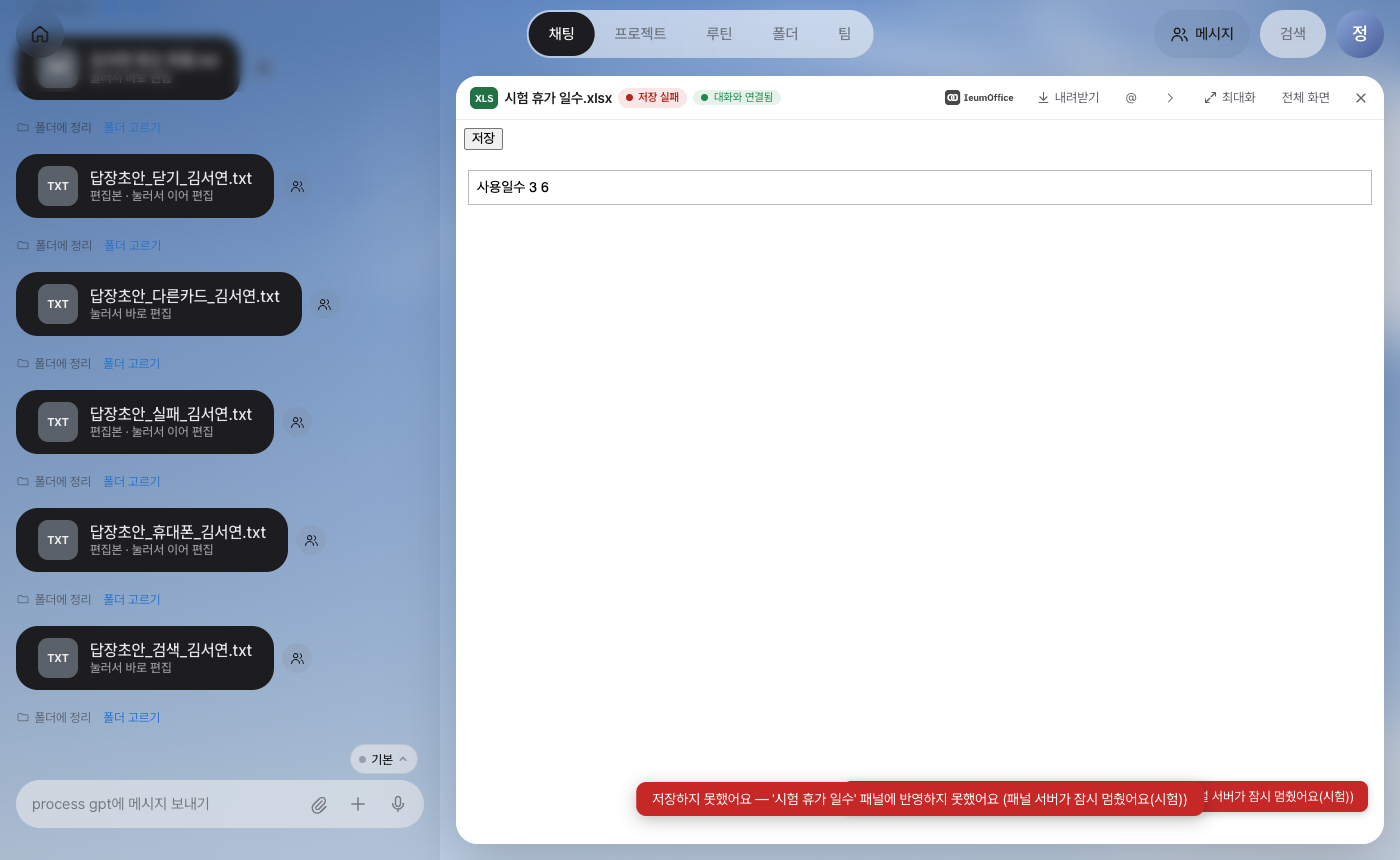 채팅
프로젝트
루틴
폴더
팀
메시지
검색
정
폴더에 정리 폴더 고르기
TXT
답장초안_닫기_김서연.txt
편집본 · 눌러서 이어 편집
폴더에 정리 폴더 고르기
TXT
답장초안_다른카드_김서연.txt
눌러서 바로 편집
폴더에 정리 폴더 고르기
TXT
답장초안_실패_김서연.txt
편집본 · 눌러서 이어 편집
폴더에 정리 폴더 고르기
TXT
답장초안_휴대폰_김서연.txt
편집본 · 눌러서 이어 편집
폴더에 정리 폴더 고르기
TXT
답장초안_검색_김서연.txt
눌러서 바로 편집
폴더에 정리 폴더 고르기
기본
process gpt에 메시지 보내기
XLS 시험 휴가 일수.xlsx 저장 실패 대화와 연결됨 IeumOffice 내려받기 @ 최대화 전체 화면
저장
사용일수 3 6
저장하지 못했어요 — '시험 휴가 일수' 패널에 반영하지 못했어요 (패널 서버가 잠시 멈췄어요(시험))
서버가 잠시 멈췄어요(시험))